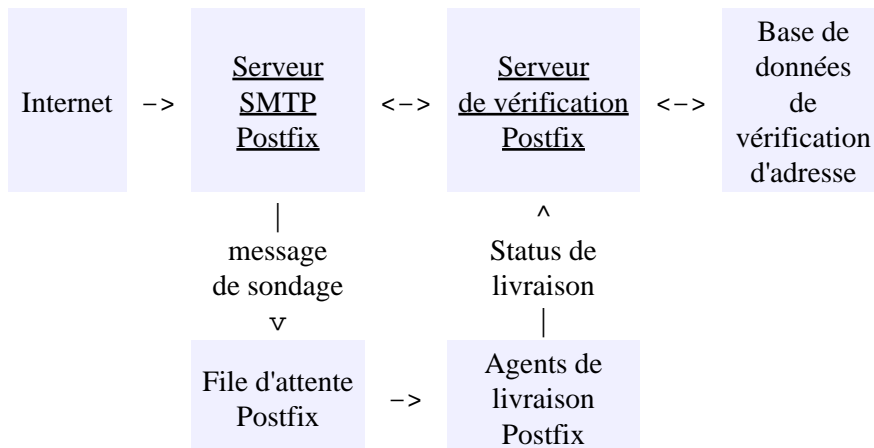 Internet
->
Serveur
SMTP
Postfix
<->
Serveur
de vérification
Postfix
<->
Base de
données
de
vérification
d'adresse
|
message
de sondage
v
^
Status de
livraison
|
File d'attente
Postfix
->
Agents de
livraison
Postfix